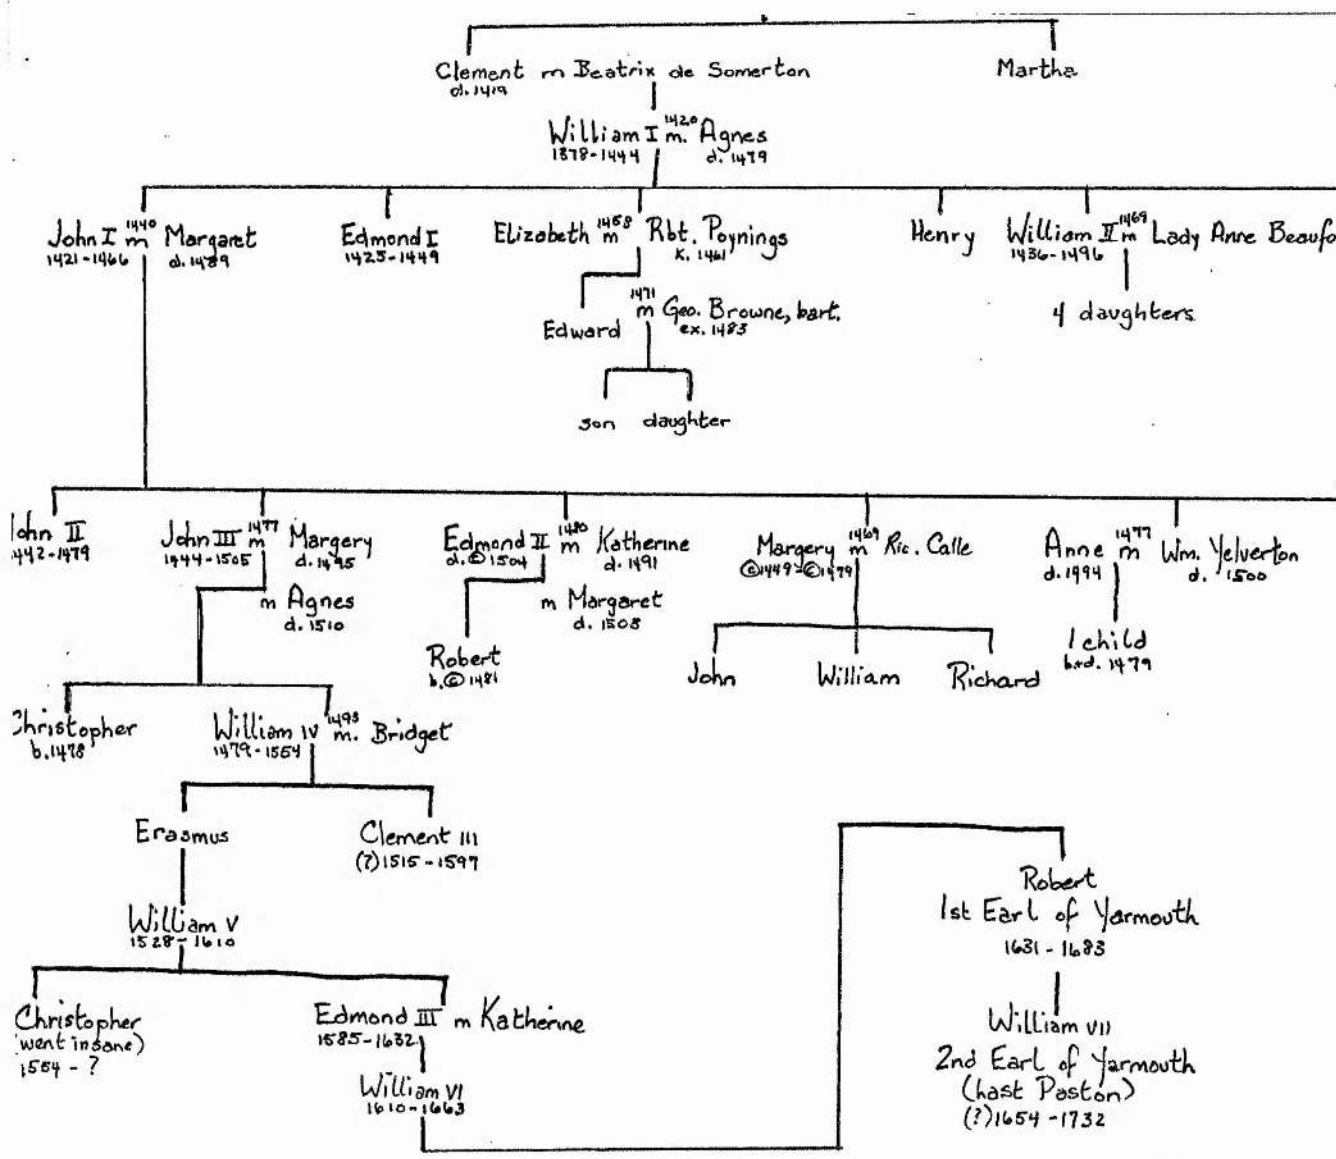 Clement m Beatrix de Somerton
d. 1419
Martha
William I 1420 m. Agnes
1378-1444 d. 1479
John I 1440 m Margaret
1421-1466 d. 1489
Edmond I
1425-1449
Elizabeth 1458 m Rbt. Poynings
K. 1461
Henry
William II 1469 m Lady Anne Beaufo
1436-1496
Edward
1471 m Geo. Browne, bart.
ex. 1483
4 daughters
son daughter
John II
1442-1479
John III 1477 m Margery
1444-1505 d. 1495
m Agnes
d. 1510
Edmond II 1480 m Katherine
d. © 1504 d. 1491
m Margaret
d. 1505
Margery 1469 m Ric. Calle
©1449-©1479
Anne 1477 m Wm. Yelverton
d. 1494 d. 1500
Robert
b. © 1481
John William Richard
1 child
b+d. 1479
Christopher
b. 1478
William IV 1495 m. Bridget
1479-1554
Erasmus
Clement III
(?) 1515-1597
William V
1528-1610
Christopher
(went insane)
1554 - ?
Edmond III m Katherine
1585-1632
William VI
1610-1663
Robert
1st Earl of Yarmouth
1631-1683
William VII
2nd Earl of Yarmouth
(Last Paston)
(?) 1654-1732